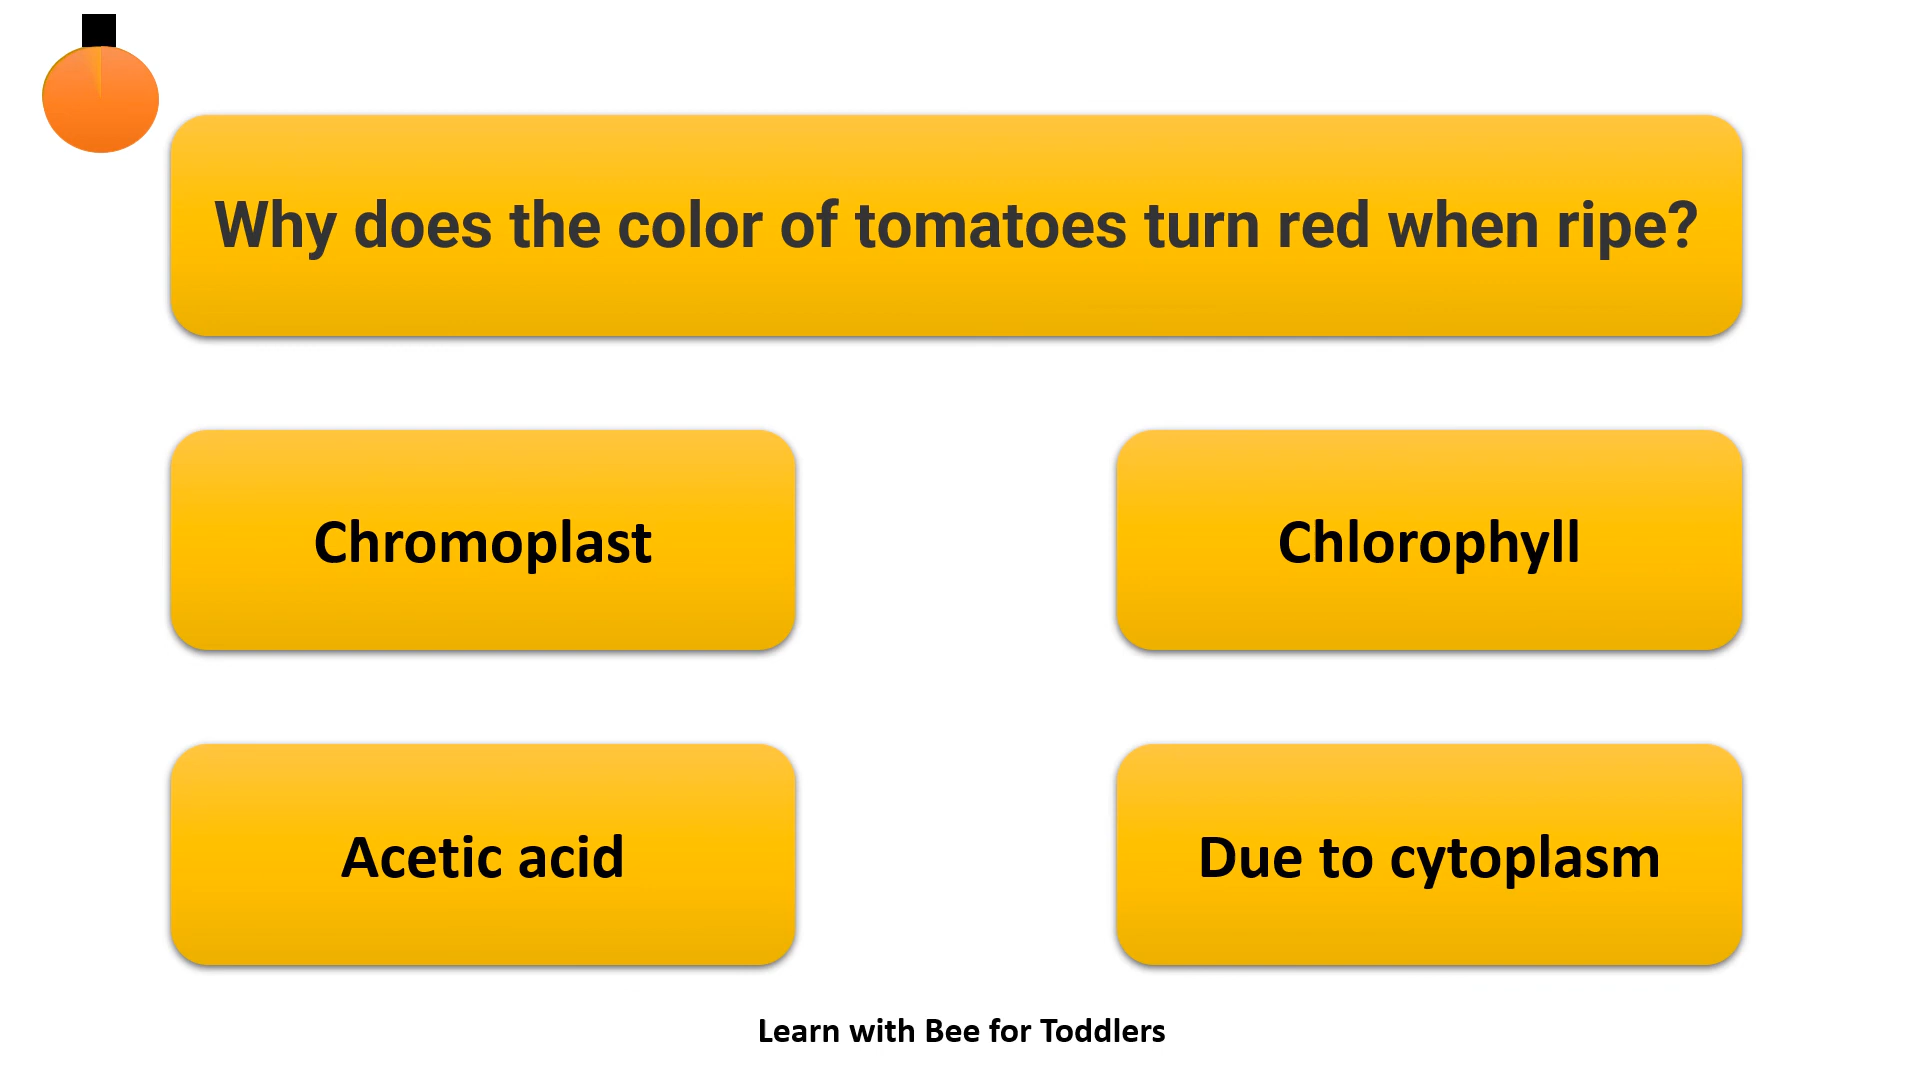 Why does the color of tomatoes turn red when ripe?
Chromoplast
Chlorophyll
Acetic acid
Due to cytoplasm
Learn with Bee for Toddlers